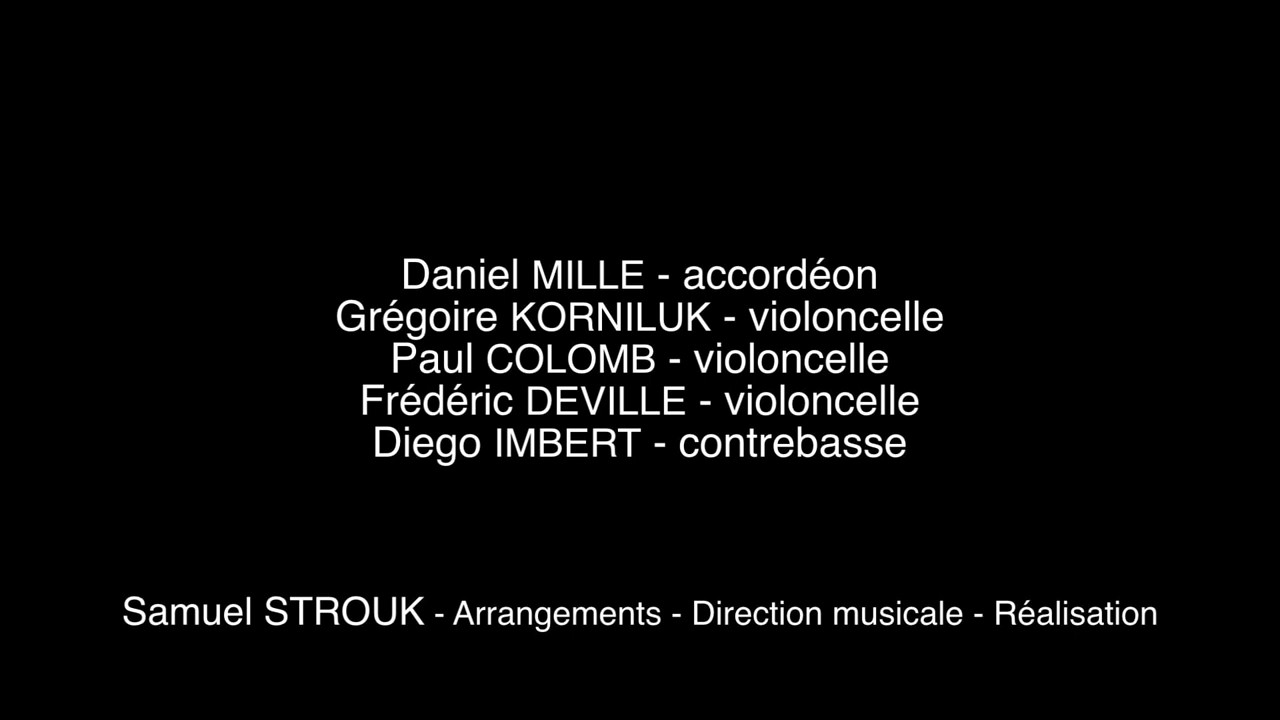 Daniel MILLE - accordéon
Grégoire KORNILUK - violoncelle
Paul COLOMB - violoncelle
Frédéric DEVILLE - violoncelle
Diego IMBERT - contrebasse
Samuel STROUK - Arrangements - Direction musicale - Réalisation